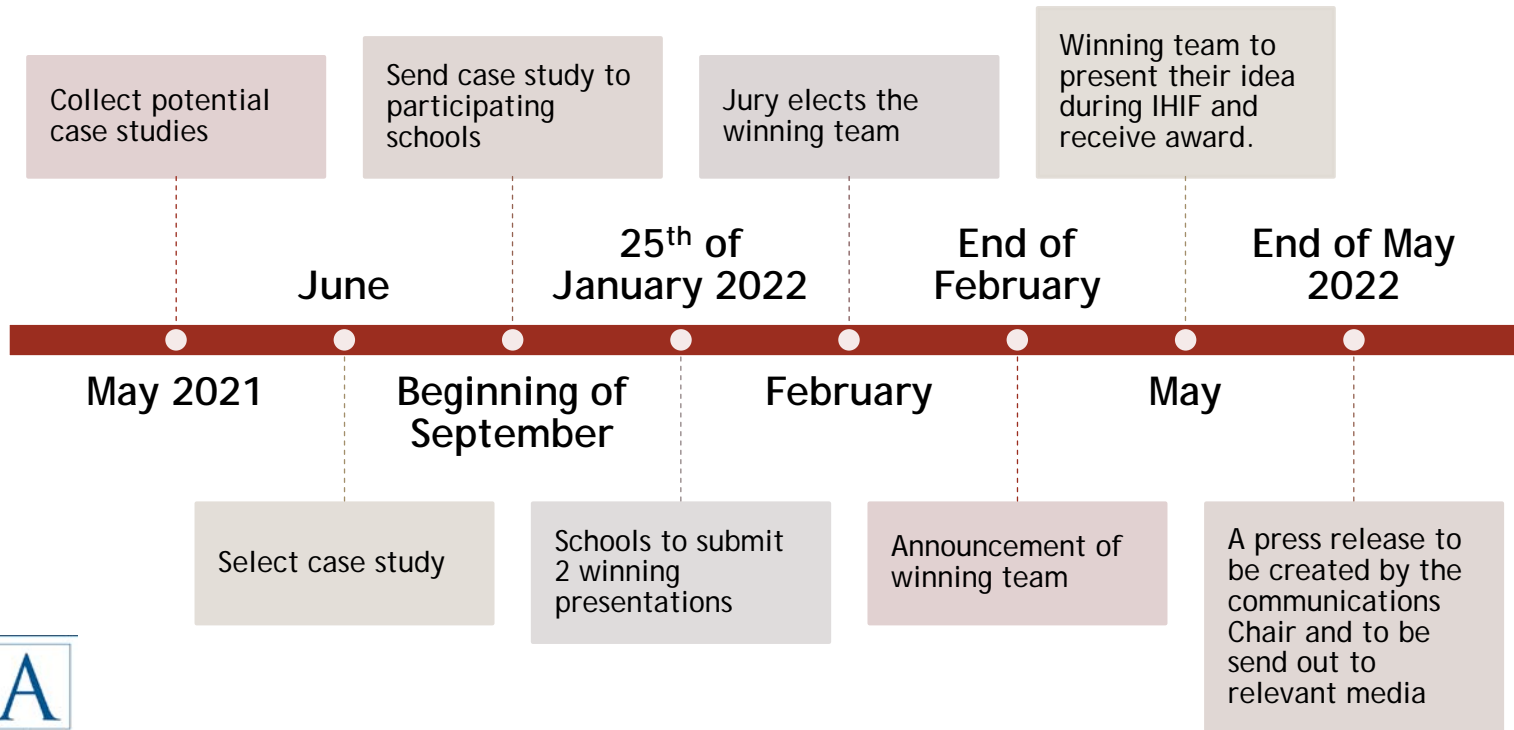 Collect potential
case studies
Send case study to
participating
schools
Jury elects the
winning team
Winning team to
present their idea
during IHIF and
receive award.
June
25th of
January 2022
End of
February
End of May
2022
May 2021
Beginning of
September
February
May
Select case study
Schools to submit
2 winning
presentations
Announcement of
winning team
A press release to
be created by the
communications
Chair and to be
send out to
relevant media
A